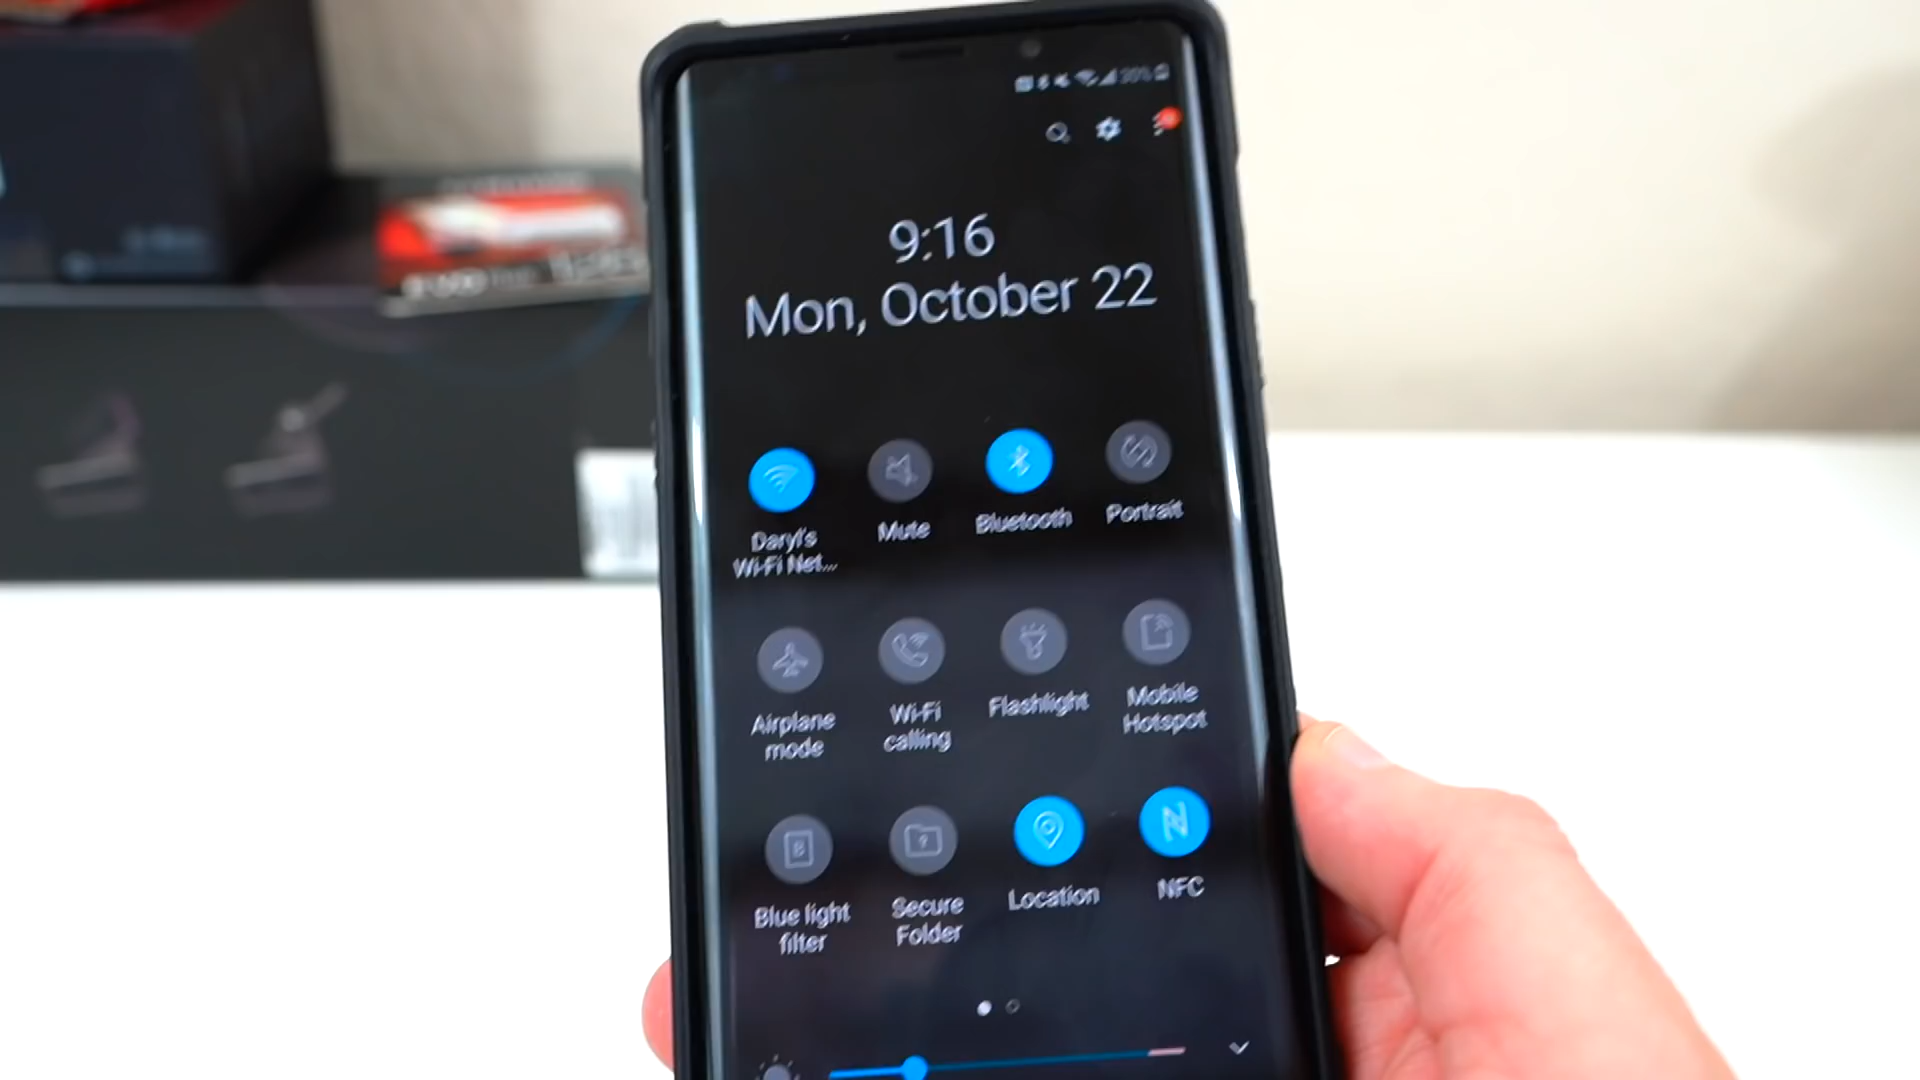 9:16
Mon, October 22
Daryl's
Wi-Fi Net...
Mute
Bluetooth
Portrait
Airplane
mode
Wi-Fi
calling
Flashlight
Mobile
Hotspot
Blue light
filter
Secure
Folder
Location
NFC